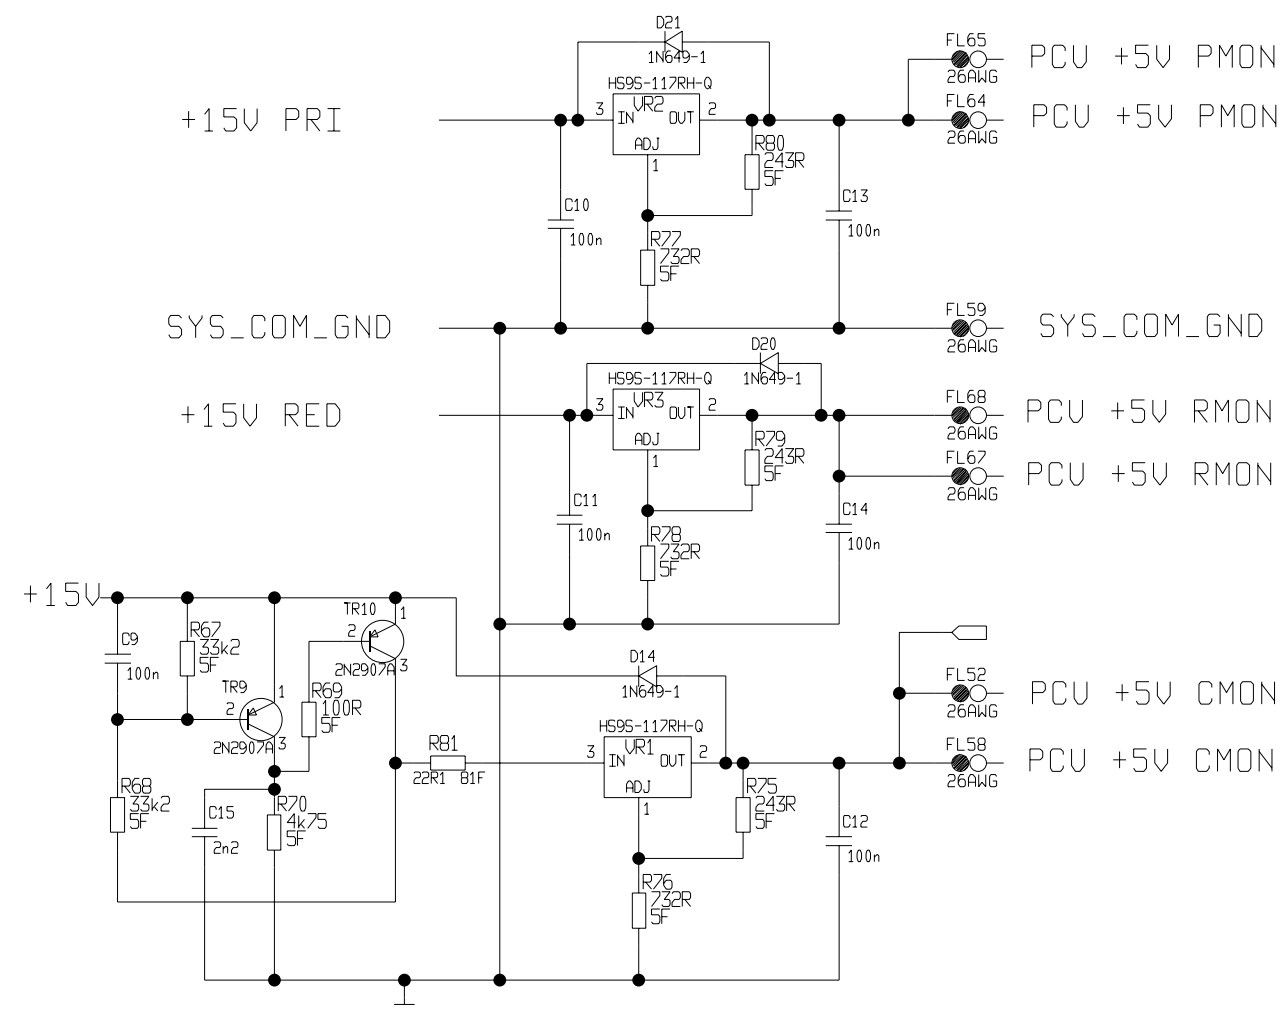 D21
1N649-1
FL65
PCV +5V PMON
26AWG
HS9S-117RH-Q
+15V PRI
3
IN
VR2
OUT
2
ADJ
1
FL64
PCV +5V PMON
26AWG
R80
243R
5F
C10
100n
C13
100n
R77
732R
5F
SYS_COM_GND
FL59
SYS_COM_GND
26AWG
D20
1N649-1
HS9S-117RH-Q
+15V RED
3
IN
VR3
OUT
2
ADJ
1
FL68
PCV +5V RMON
26AWG
R79
243R
5F
FL67
PCV +5V RMON
26AWG
C11
100n
C14
100n
R78
732R
5F
+15V
C9
100n
R67
33k2
5F
TR10
1
2
3
2N2907A
TR9
1
2
3
2N2907A
R69
100R
5F
D14
1N649-1
FL52
PCV +5V CMON
26AWG
HS9S-117RH-Q
R81
22R1 81F
3
IN
VR1
OUT
2
ADJ
1
FL58
PCV +5V CMON
26AWG
R68
33k2
5F
C15
2n2
R70
4k75
5F
R75
243R
5F
C12
100n
R76
732R
5F